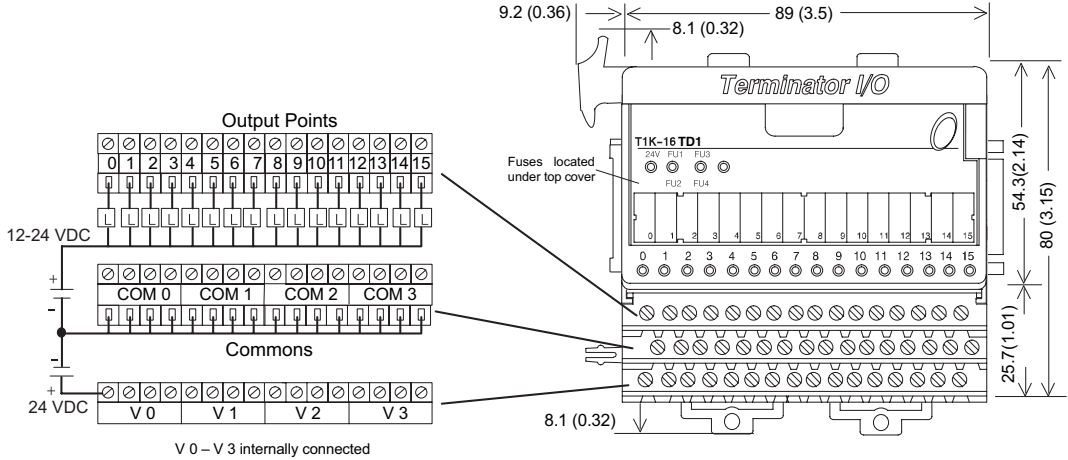 9.2 (0.36)
89 (3.5)
8.1 (0.32)
Terminator I/O
Output Points
0 1 2 3 4 5 6 7 8 9 10 11 12 13 14 15
L L L L L L L L L L L L L L L L
12-24 VDC
+
-
COM 0 COM 1 COM 2 COM 3
Commons
-
+
24 VDC
V 0 V 1 V 2 V 3
V 0 – V 3 internally connected
Fuses located
under top cover
T1K-16 TD1
24V FU1 FU3
FU2 FU4
0 1 2 3 4 5 6 7 8 9 10 11 12 13 14 15
0 1 2 3 4 5 6 7 8 9 10 11 12 13 14 15
54.3(2.14)
80 (3.15)
25.7(1.01)
8.1 (0.32)